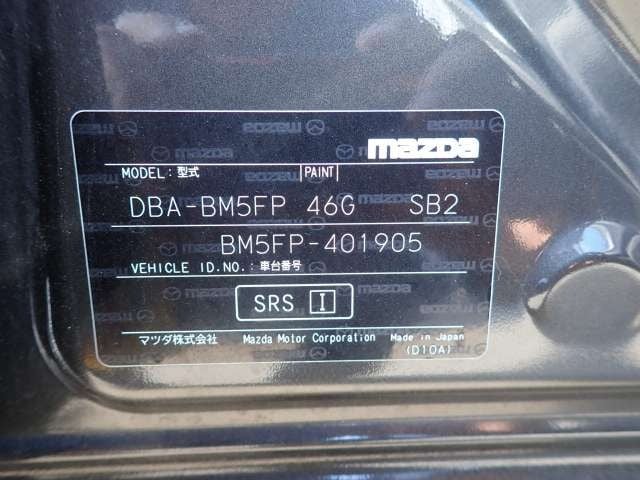 mazda
MODEL: 型式 PAINT
DBA-BM5FP 46G SB2
BM5FP-401905
VEHICLE ID.NO.: 車台番号
SRS I
マツダ株式会社 Mazda Motor Corporation Made in Japan
(D10A)